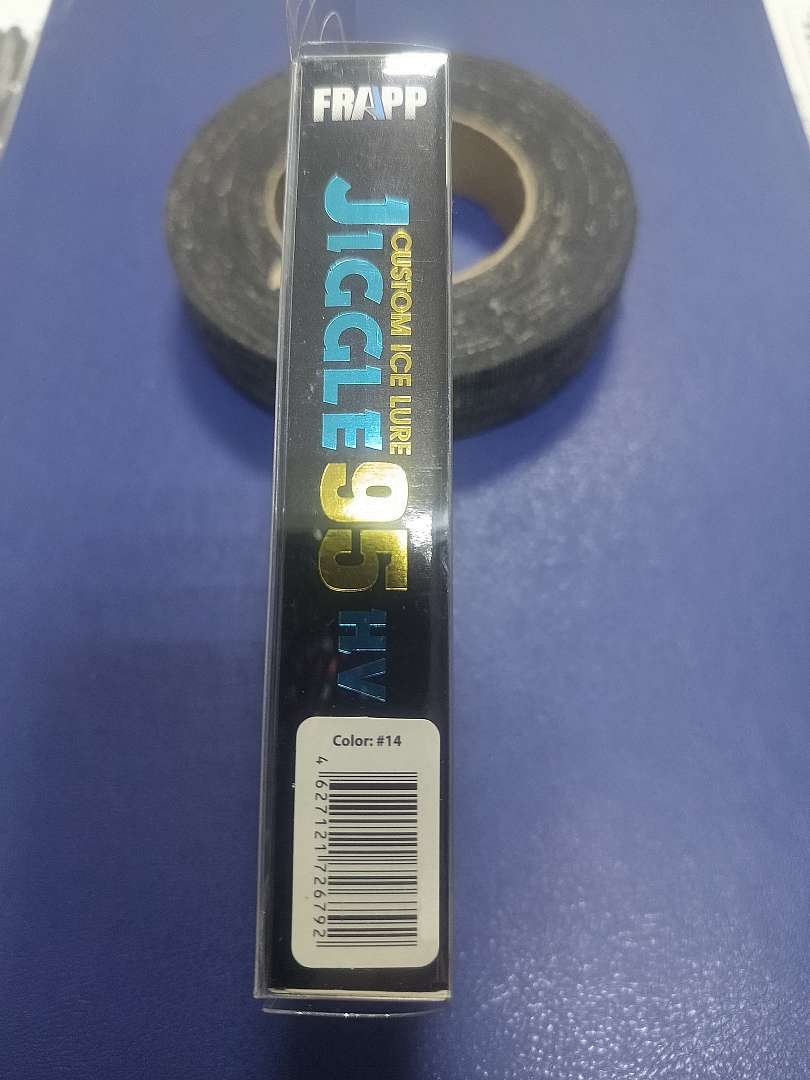 FRAPP
CUSTOM ICE LURE
JIGGLE 95 HV
Color: #14
4 627121 726792